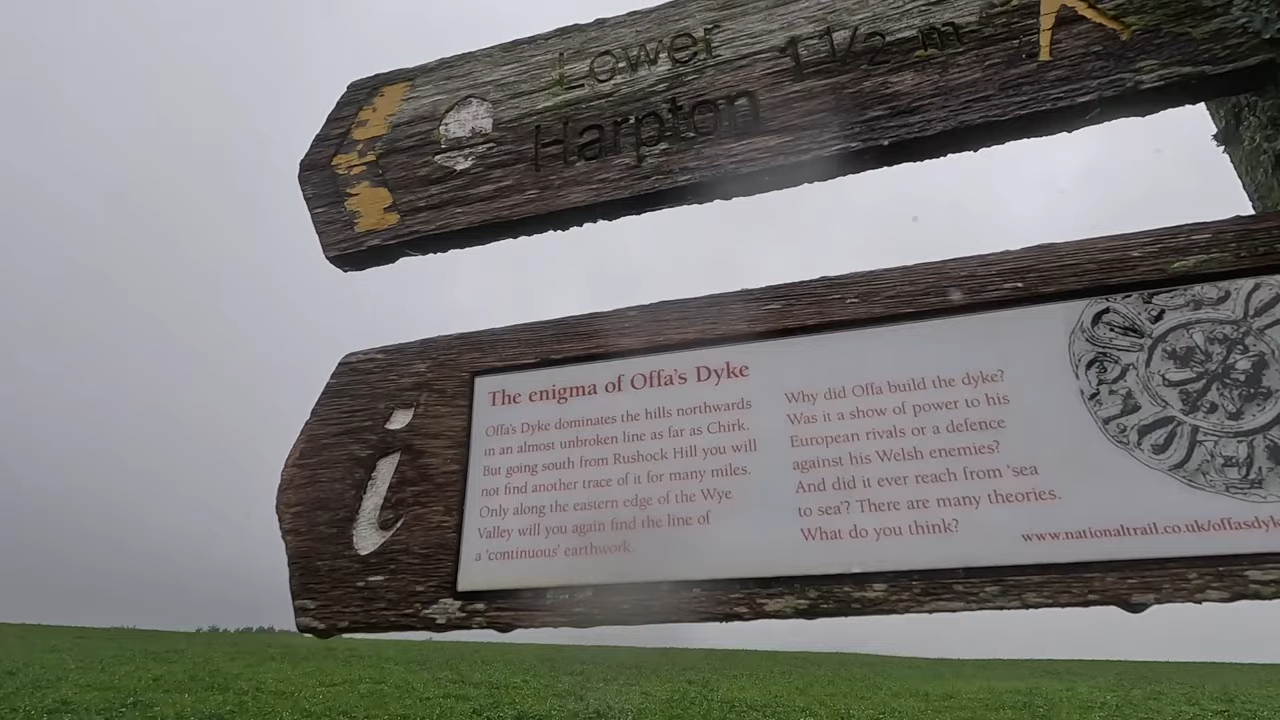 Lower 1 1/2 m
Harpton
i
The enigma of Offa's Dyke
Offa's Dyke dominates the hills northwards
in an almost unbroken line as far as Chirk.
But going south from Rushock Hill you will
not find another trace of it for many miles.
Only along the eastern edge of the Wye
Valley will you again find the line of
a 'continuous' earthwork.
Why did Offa build the dyke?
Was it a show of power to his
European rivals or a defence
against his Welsh enemies?
And did it ever reach from 'sea
to sea'? There are many theories.
What do you think?
www.nationaltrail.co.uk/offasdyk